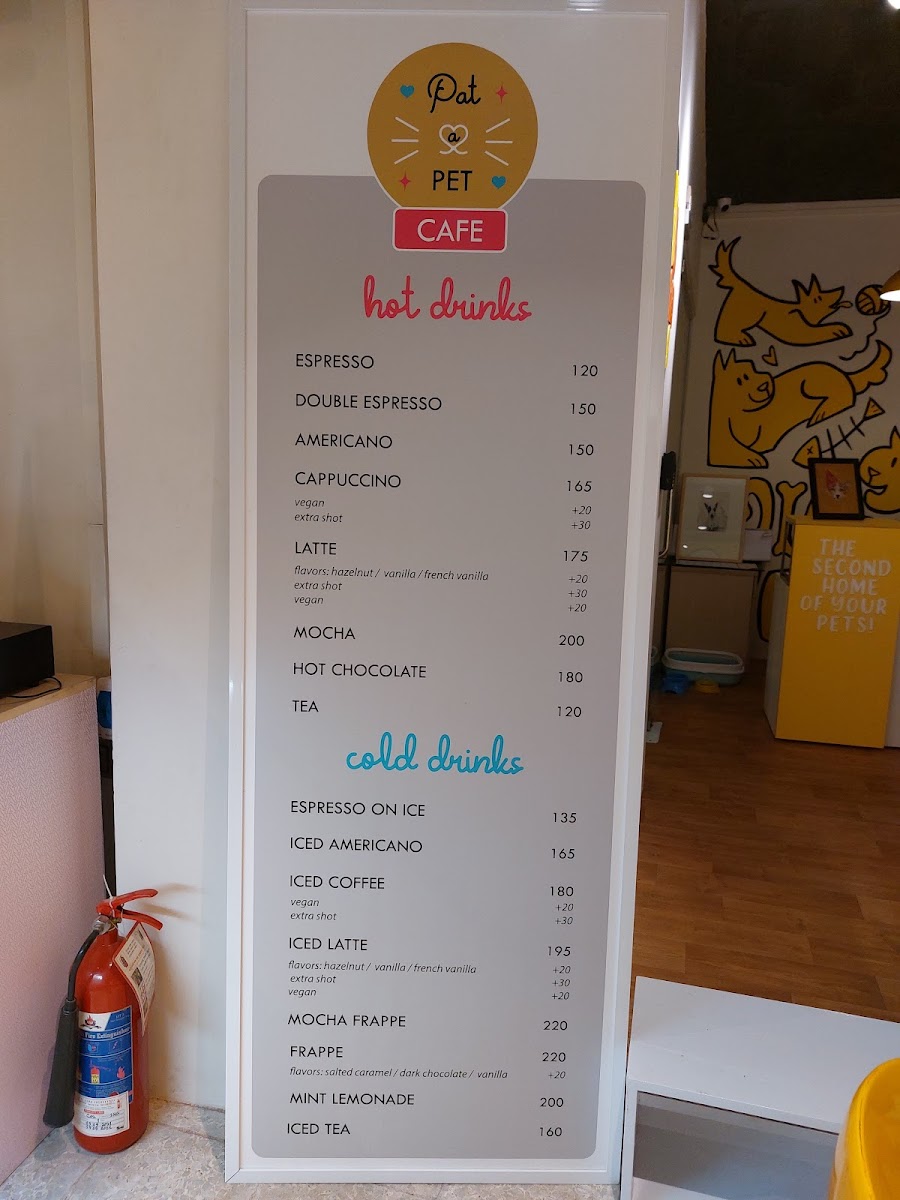 Pat
a
PET
CAFE
hot drinks
ESPRESSO 120
DOUBLE ESPRESSO 150
AMERICANO 150
CAPPUCCINO 165
vegan +20
extra shot +30
LATTE 175
flavors: hazelnut / vanilla / french vanilla +20
extra shot +30
vegan +20
MOCHA 200
HOT CHOCOLATE 180
TEA 120
cold drinks
ESPRESSO ON ICE 135
ICED AMERICANO 165
ICED COFFEE 180
vegan +20
extra shot +30
ICED LATTE 195
flavors: hazelnut / vanilla / french vanilla +20
extra shot +30
vegan +20
MOCHA FRAPPE 220
FRAPPE 220
flavors: salted caramel / dark chocolate / vanilla +20
MINT LEMONADE 200
ICED TEA 160
THE
SECOND
HOME
OF YOUR
PETS!
Fire Extinguisher